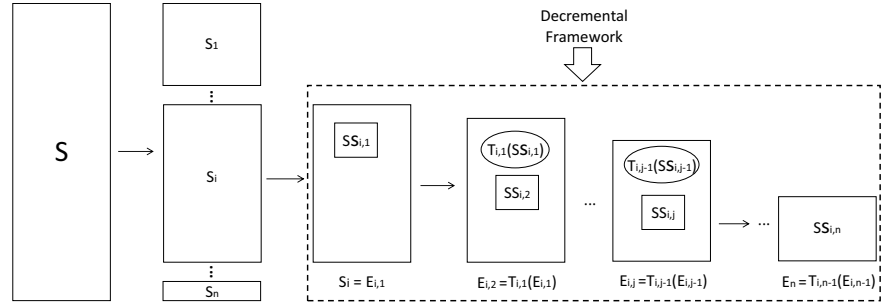 Decremental
Framework
S
S1
⋮
Si
⋮
Sn
SSi,1
Si = Ei,1
Ti,1(SSi,1)
SSi,2
Ei,2 =Ti,1(Ei,1)
...
Ti,j-1(SSi,j-1)
SSi,j
Ei,j=Ti,j-1(Ei,j-1)
...
SSi,n
En =Ti,n-1(Ei,n-1)